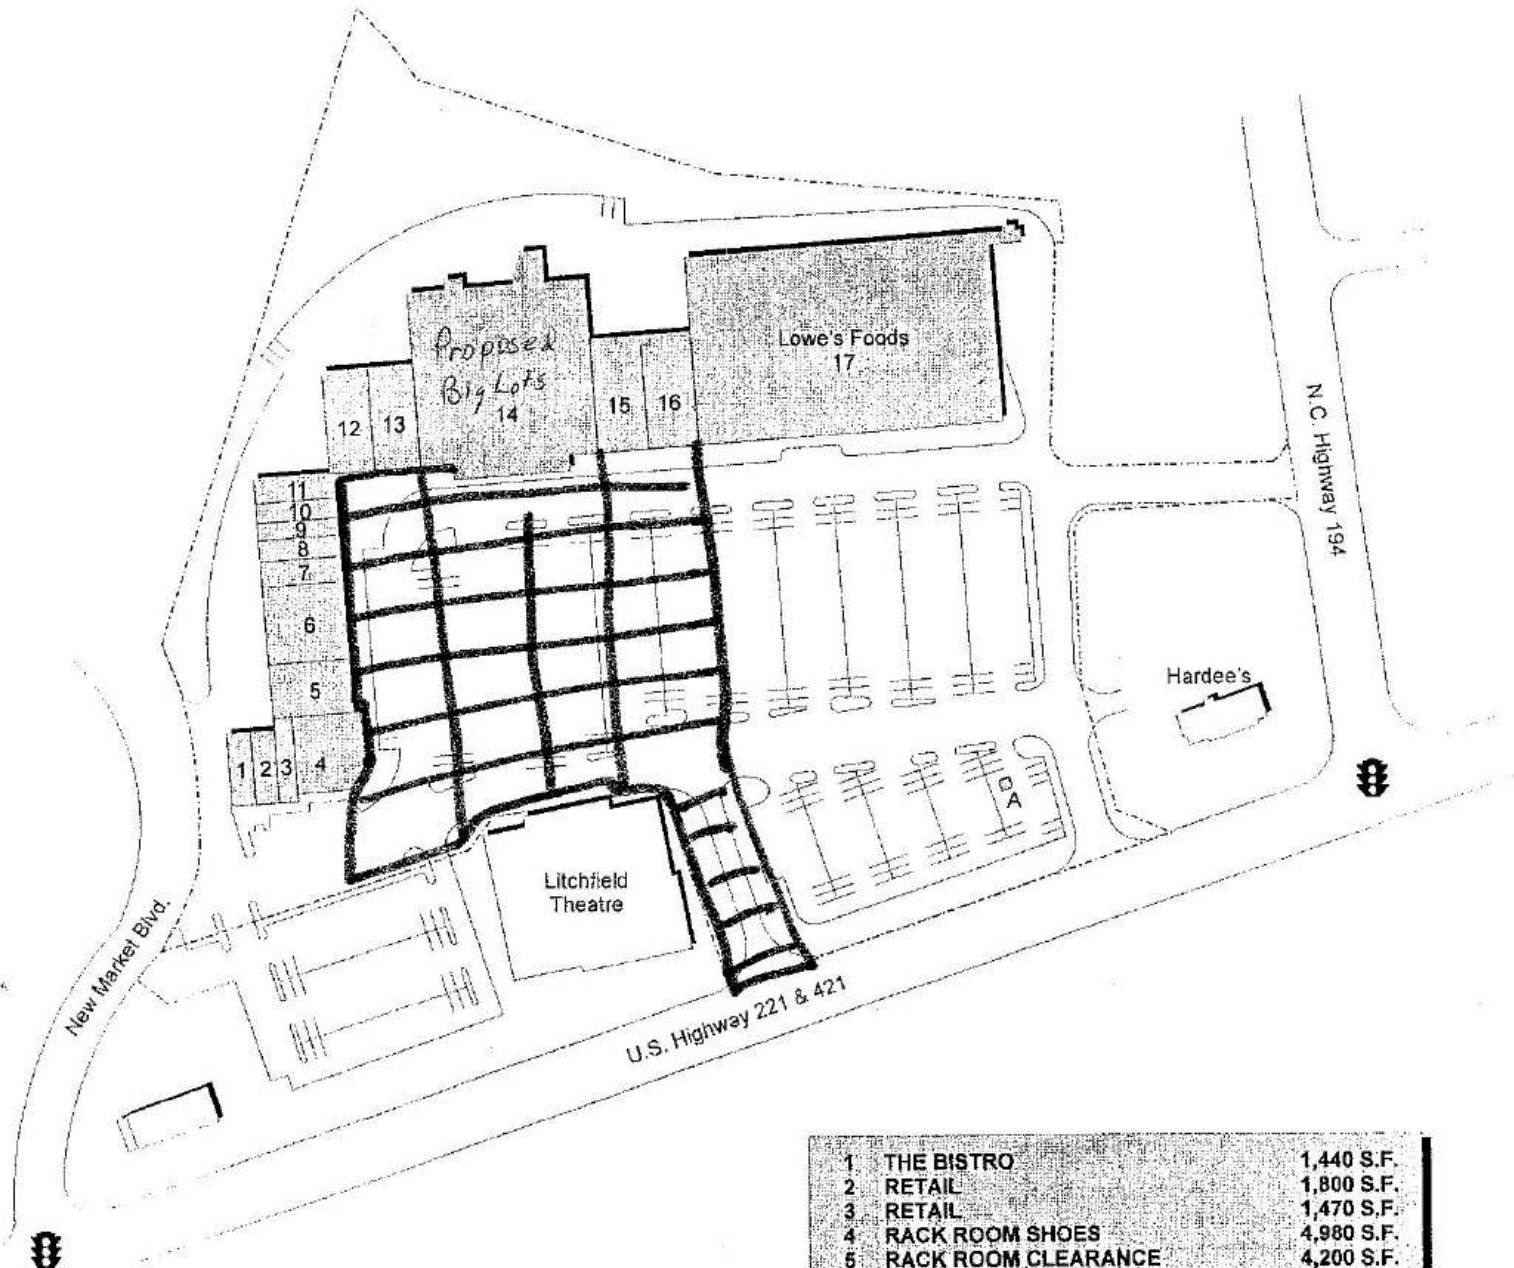 Proposed
Big Lots
14
Lowe's Foods
17
12
13
15
16
11
10
9
8
7
6
5
1
2
3
4
N.C. Highway 194
Hardee's
A
Litchfield
Theatre
New Market Blvd.
U.S. Highway 221 & 421
1 THE BISTRO 1,440 S.F.
2 RETAIL 1,800 S.F.
3 RETAIL 1,470 S.F.
4 RACK ROOM SHOES 4,980 S.F.
5 RACK ROOM CLEARANCE 4,200 S.F.